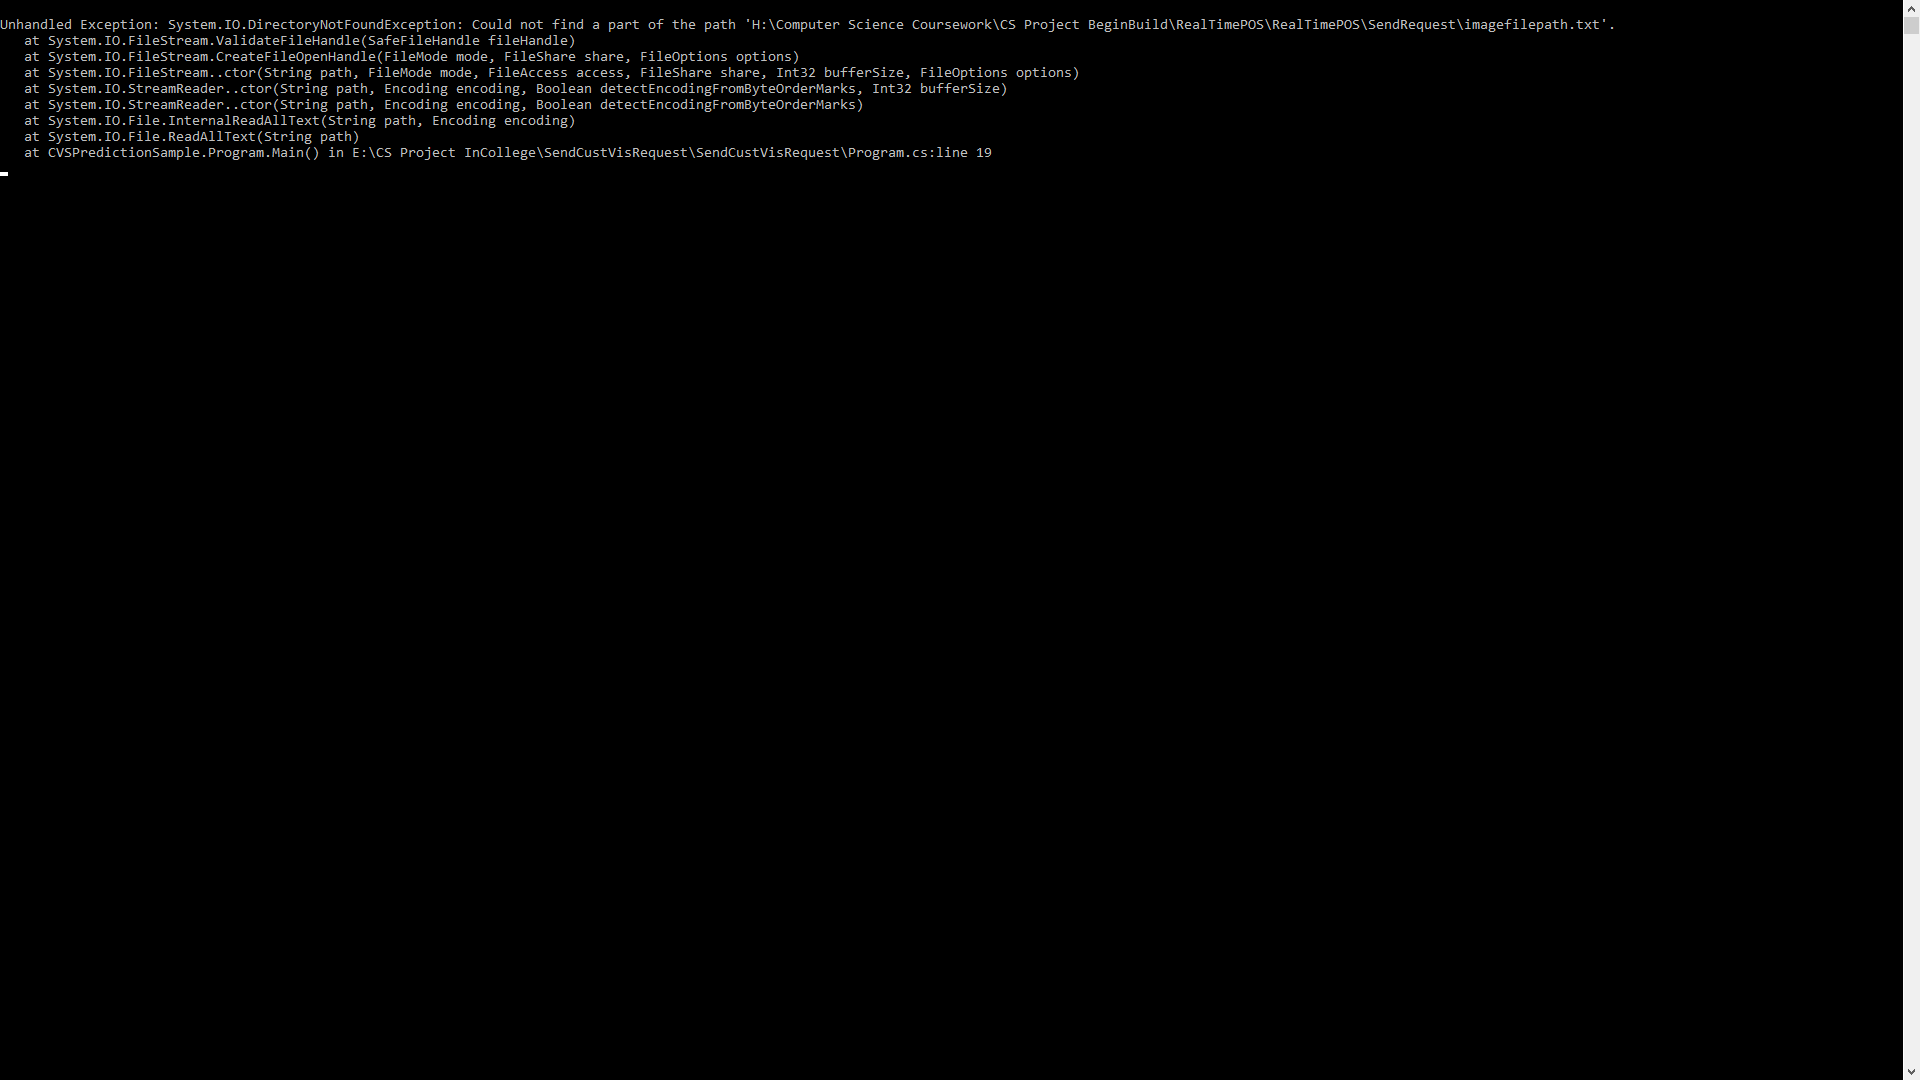 Unhandled Exception: System.IO.DirectoryNotFoundException: Could not find a part of the path 'H:\Computer Science Coursework\CS Project BeginBuild\RealTimePOS\RealTimePOS\SendRequest\imagefilepath.txt'.
at System.IO.FileStream.ValidateFileHandle(SafeFileHandle fileHandle)
at System.IO.FileStream.CreateFileOpenHandle(FileMode mode, FileShare share, FileOptions options)
at System.IO.FileStream..ctor(String path, FileMode mode, FileAccess access, FileShare share, Int32 bufferSize, FileOptions options)
at System.IO.StreamReader..ctor(String path, Encoding encoding, Boolean detectEncodingFromByteOrderMarks, Int32 bufferSize)
at System.IO.StreamReader..ctor(String path, Encoding encoding, Boolean detectEncodingFromByteOrderMarks)
at System.IO.File.InternalReadAllText(String path, Encoding encoding)
at System.IO.File.ReadAllText(String path)
at CVSPredictionSample.Program.Main() in E:\CS Project InCollege\SendCustVisRequest\SendCustVisRequest\Program.cs:line 19